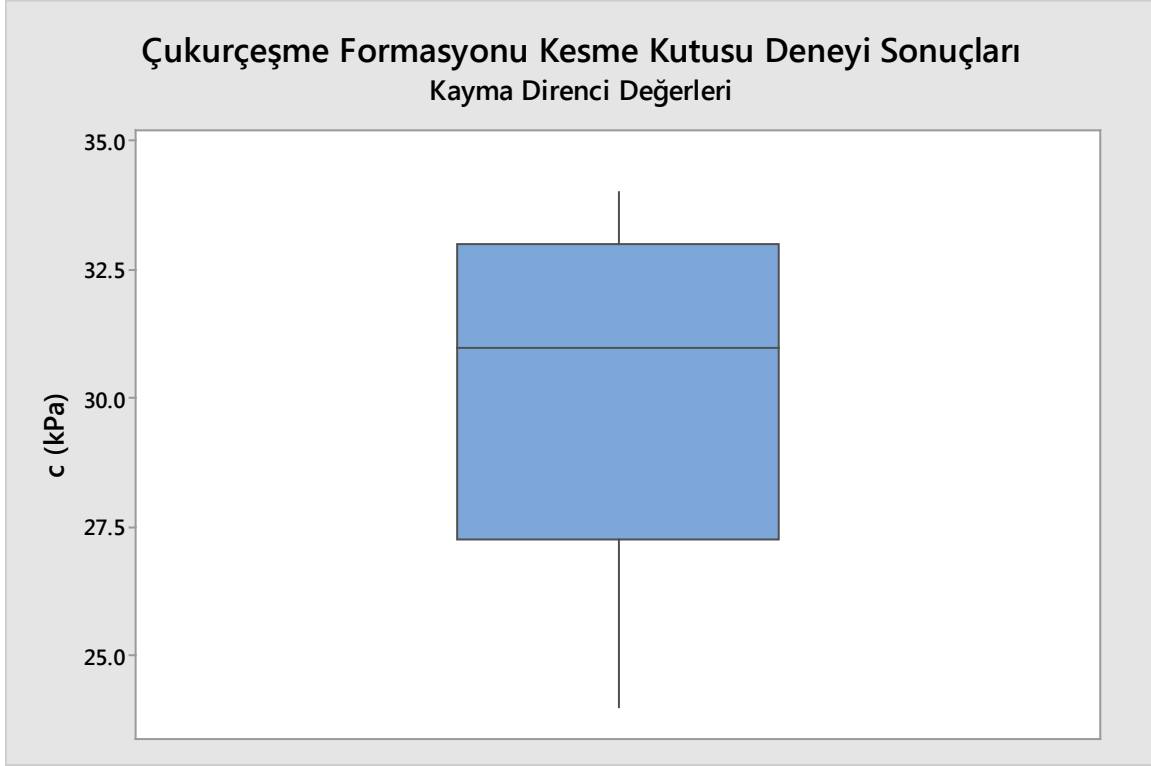 Çukurçeşme Formasyonu Kesme Kutusu Deneyi Sonuçları
Kayma Direnci Değerleri
35.0
32.5
30.0
27.5
25.0
c (kPa)